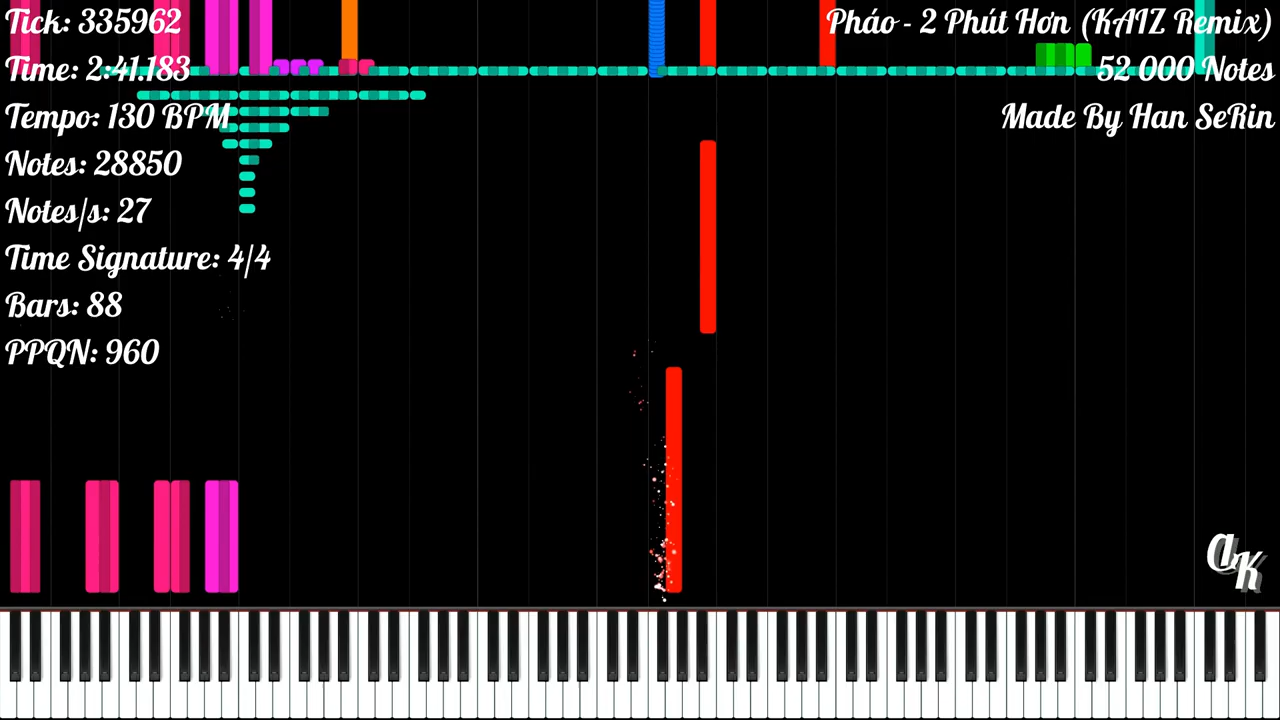 Tick: 335962
Time: 2:41.183
Tempo: 130 BPM
Notes: 28850
Notes/s: 27
Time Signature: 4/4
Bars: 88
PPQN: 960
Pháo - 2 Phút Hơn (KAIZ Remix)
52 000 Notes
Made By Han SeRin
aK